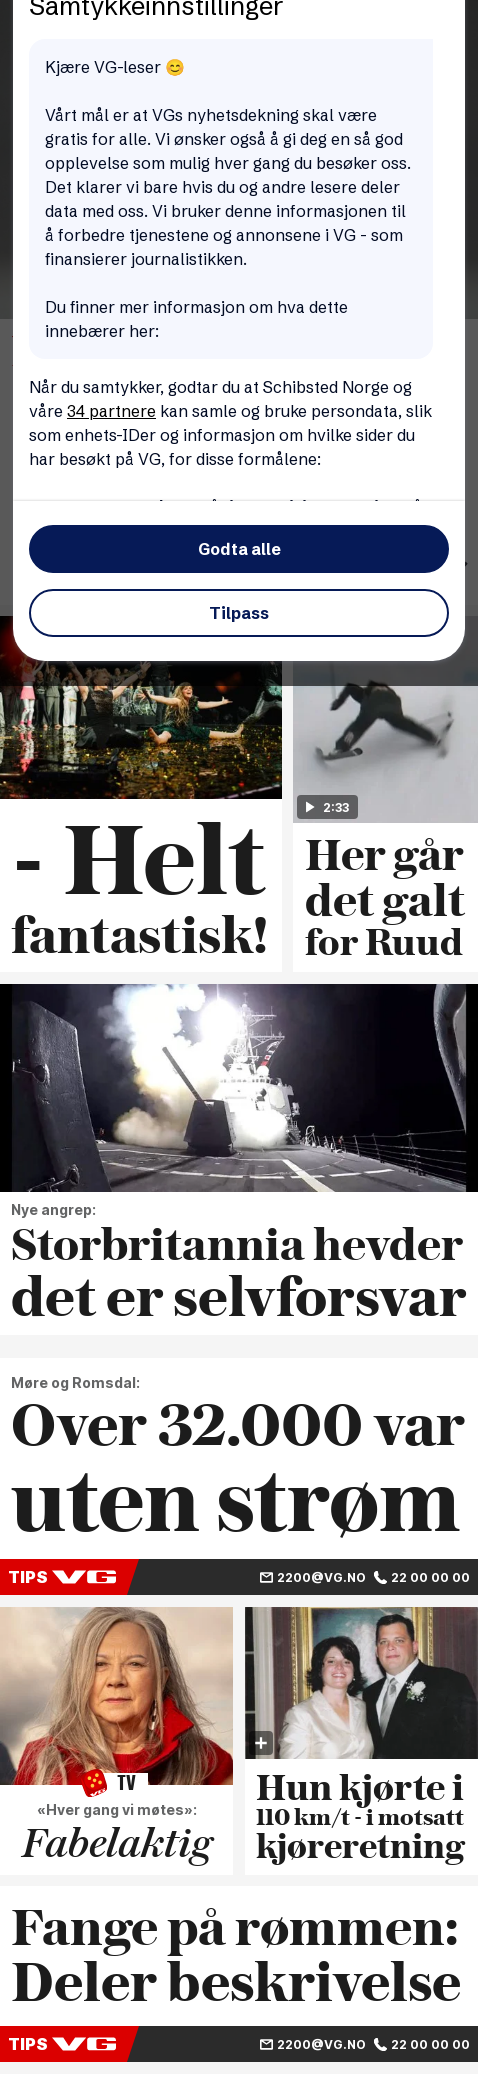 Samtykkeinnstillinger
Kjære VG-leser 😊
Vårt mål er at VGs nyhetsdekning skal være
gratis for alle. Vi ønsker også å gi deg en så god
opplevelse som mulig hver gang du besøker oss.
Det klarer vi bare hvis du og andre lesere deler
data med oss. Vi bruker denne informasjonen til
å forbedre tjenestene og annonsene i VG - som
finansierer journalistikken.
Du finner mer informasjon om hva dette
innebærer her:
Når du samtykker, godtar du at Schibsted Norge og
våre 34 partnere kan samle og bruke persondata, slik
som enhets-IDer og informasjon om hvilke sider du
har besøkt på VG, for disse formålene:
Godta alle
Tilpass
2:33
- Helt
fantastisk!
Her går
det galt
for Ruud
Nye angrep:
Storbritannia hevder
det er selvforsvar
Møre og Romsdal:
Over 32.000 var
uten strøm
TIPS VG 2200@VG.NO 22 00 00 00
TV
«Hver gang vi møtes»:
Fabelaktig
Hun kjørte i
110 km/t - i motsatt
kjøreretning
Fange på rømmen:
Deler beskrivelse
TIPS VG 2200@VG.NO 22 00 00 00